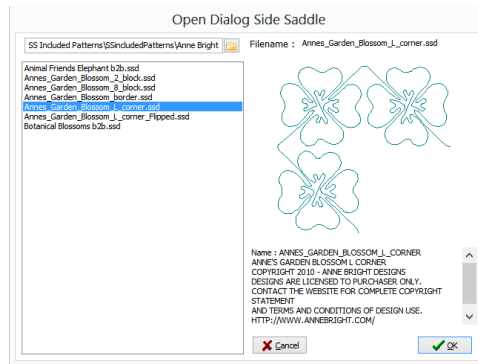 Open Dialog Side Saddle
SS Included Patterns\SSincludedPatterns\Anne Bright
Filename : Annes_Garden_Blossom_L_corner.ssd
Animal Friends Elephant b2b.ssd
Annes_Garden_Blossom_2_block.ssd
Annes_Garden_Blossom_8_block.ssd
Annes_Garden_Blossom_border.ssd
Annes_Garden_Blossom_L_corner.ssd
Annes_Garden_Blossom_L_corner_Flipped.ssd
Botanical Blossoms b2b.ssd
Name : ANNES_GARDEN_BLOSSOM_L_CORNER
ANNE'S GARDEN BLOSSOM L CORNER
COPYRIGHT 2010 - ANNE BRIGHT DESIGNS
DESIGNS ARE LICENSED TO PURCHASER ONLY.
CONTACT THE WEBSITE FOR COMPLETE COPYRIGHT
STATEMENT
AND TERMS AND CONDITIONS OF DESIGN USE.
HTTP://WWW.ANNEBRIGHT.COM/
Cancel
OK